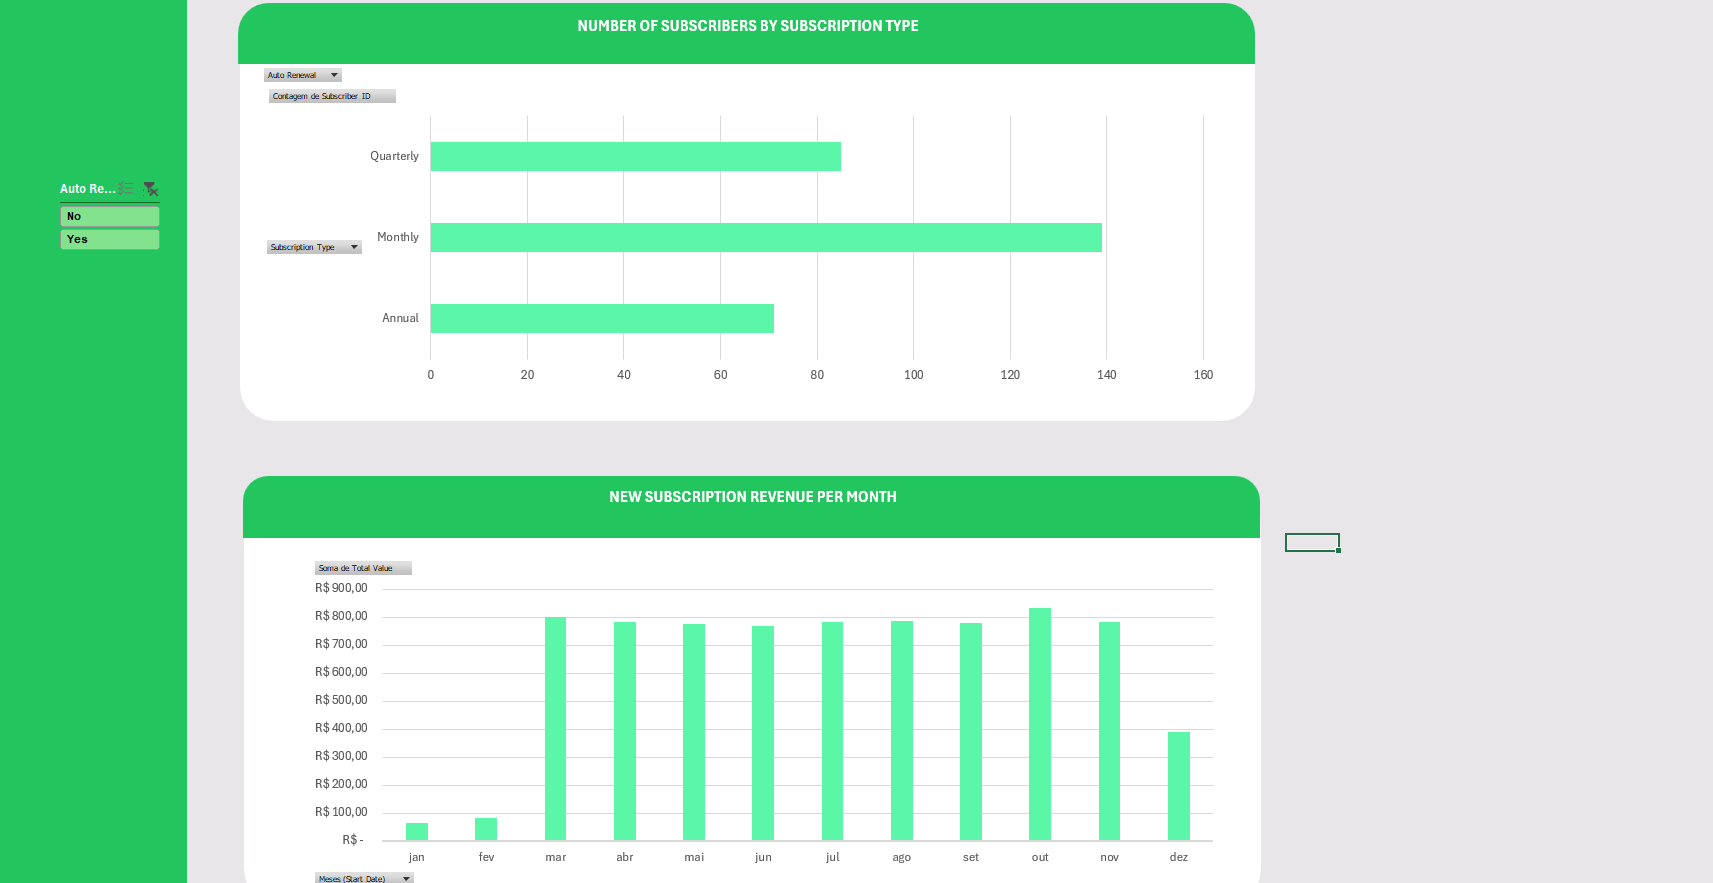 NUMBER OF SUBSCRIBERS BY SUBSCRIPTION TYPE
Auto Renewal
Contagem de Subscriber ID
Quarterly
Monthly
Subscription Type
Annual
0 20 40 60 80 100 120 140 160
Auto Re...
No
Yes
NEW SUBSCRIPTION REVENUE PER MONTH
Soma de Total Value
R$ 900,00
R$ 800,00
R$ 700,00
R$ 600,00
R$ 500,00
R$ 400,00
R$ 300,00
R$ 200,00
R$ 100,00
R$ -
jan fev mar abr mai jun jul ago set out nov dez
Meses (Start Date)